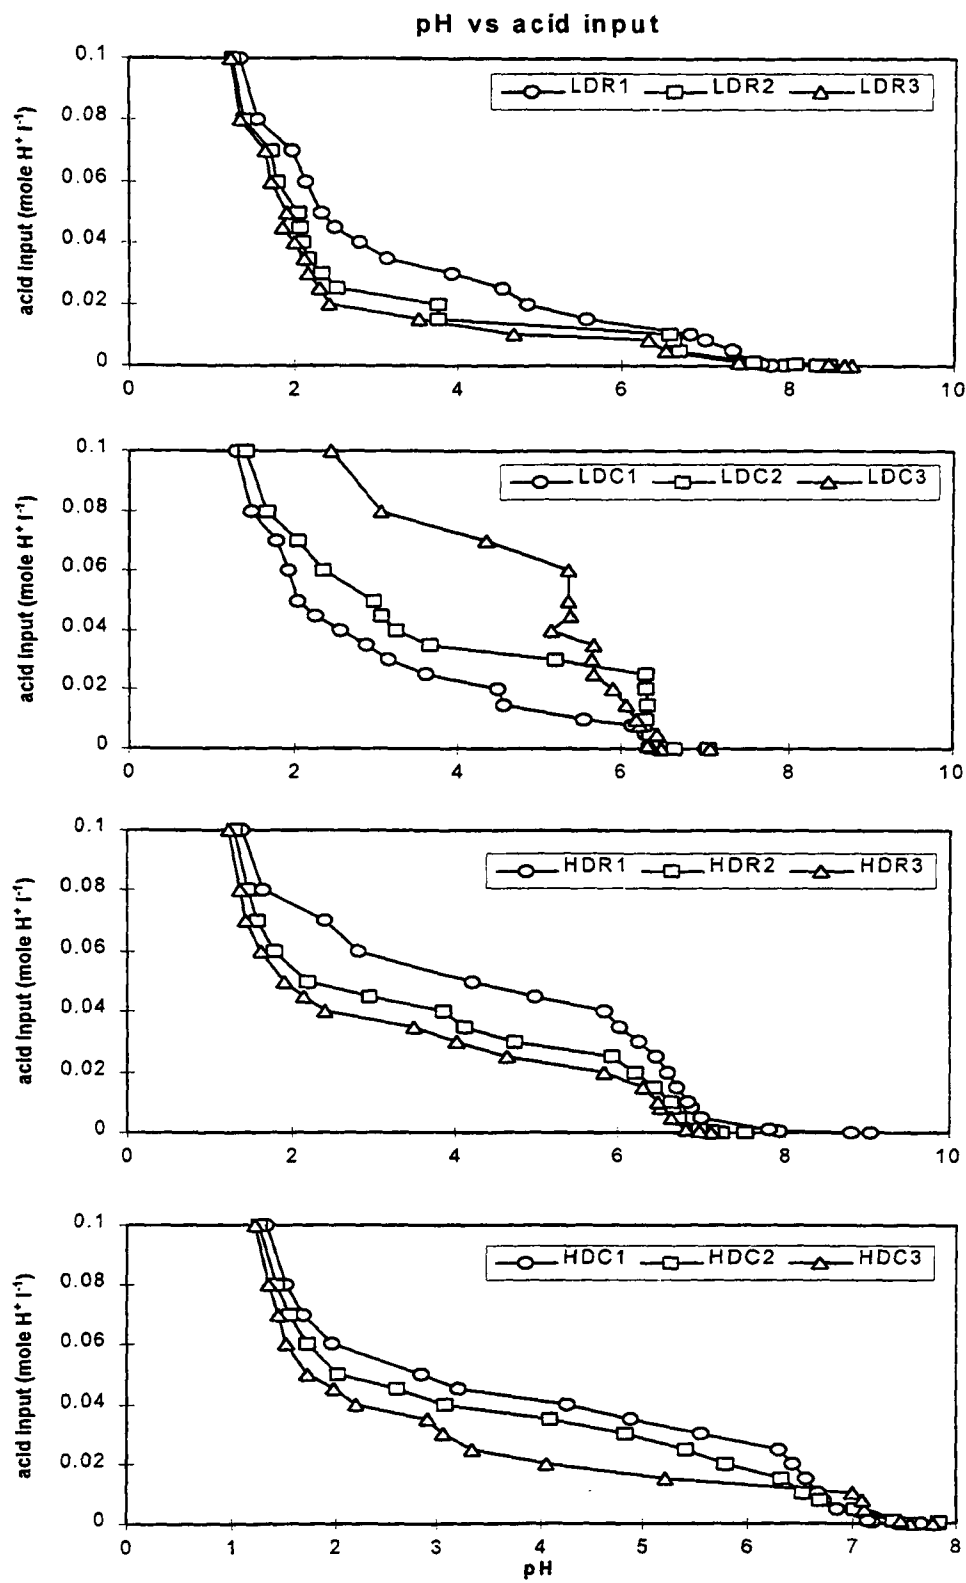 pH vs acid input
acid input (mole H⁺ l⁻¹)
0.1
0.08
0.06
0.04
0.02
0
LDR1 LDR2 LDR3
0 2 4 6 8 10
acid input (mole H⁺ l⁻¹)
0.1
0.08
0.06
0.04
0.02
0
LDC1 LDC2 LDC3
0 2 4 6 8 10
acid input (mole H⁺ l⁻¹)
0.1
0.08
0.06
0.04
0.02
0
HDR1 HDR2 HDR3
0 2 4 6 8 10
acid input (mole H⁺ l⁻¹)
0.1
0.08
0.06
0.04
0.02
0
HDC1 HDC2 HDC3
0 1 2 3 4 5 6 7 8
pH